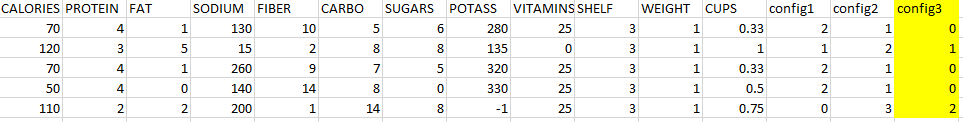 CALORIES PROTEIN FAT SODIUM FIBER CARBO SUGARS POTASS VITAMINS SHELF WEIGHT CUPS config1 config2 config3
70 4 1 130 10 5 6 280 25 3 1 0.33 2 1 0
120 3 5 15 2 8 8 135 0 3 1 1 1 2 1
70 4 1 260 9 7 5 320 25 3 1 0.33 2 1 0
50 4 0 140 14 8 0 330 25 3 1 0.5 2 1 0
110 2 2 200 1 14 8 -1 25 3 1 0.75 0 3 2